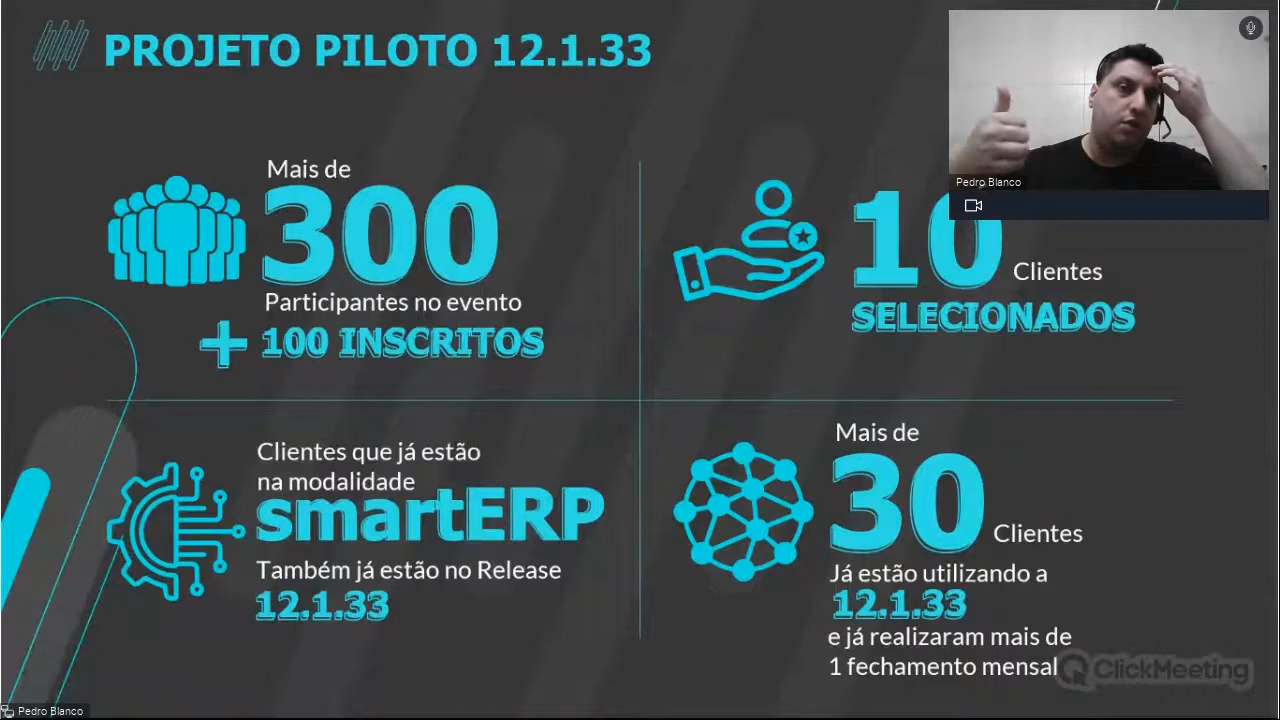 PROJETO PILOTO 12.1.33
Pedro Blanco
Mais de
300
Participantes no evento
+ 100 INSCRITOS
10 Clientes
SELECIONADOS
Clientes que já estão
na modalidade
smartERP
Também já estão no Release
12.1.33
Mais de
30 Clientes
Já estão utilizando a
12.1.33
e já realizaram mais de
1 fechamento mensal
ClickMeeting
Pedro Blanco